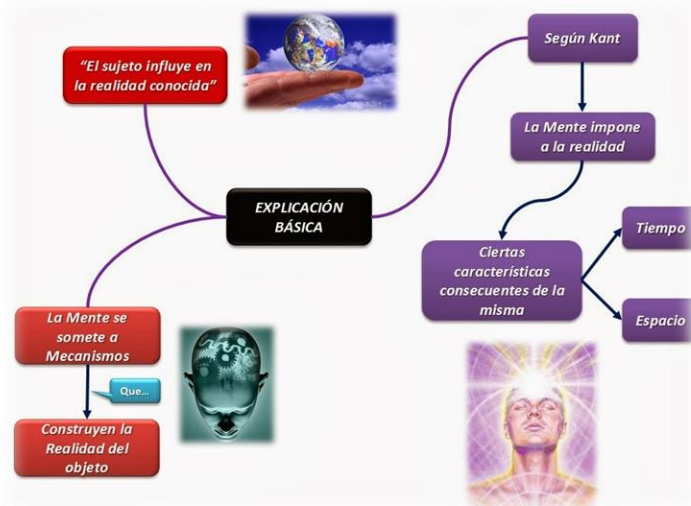 “El sujeto influye en
la realidad conocida”
Según Kant
La Mente impone
a la realidad
EXPLICACIÓN
BÁSICA
Ciertas
características
consecuentes de la
misma
Tiempo
Espacio
La Mente se
somete a
Mecanismos
Que...
Construyen la
Realidad del
objeto